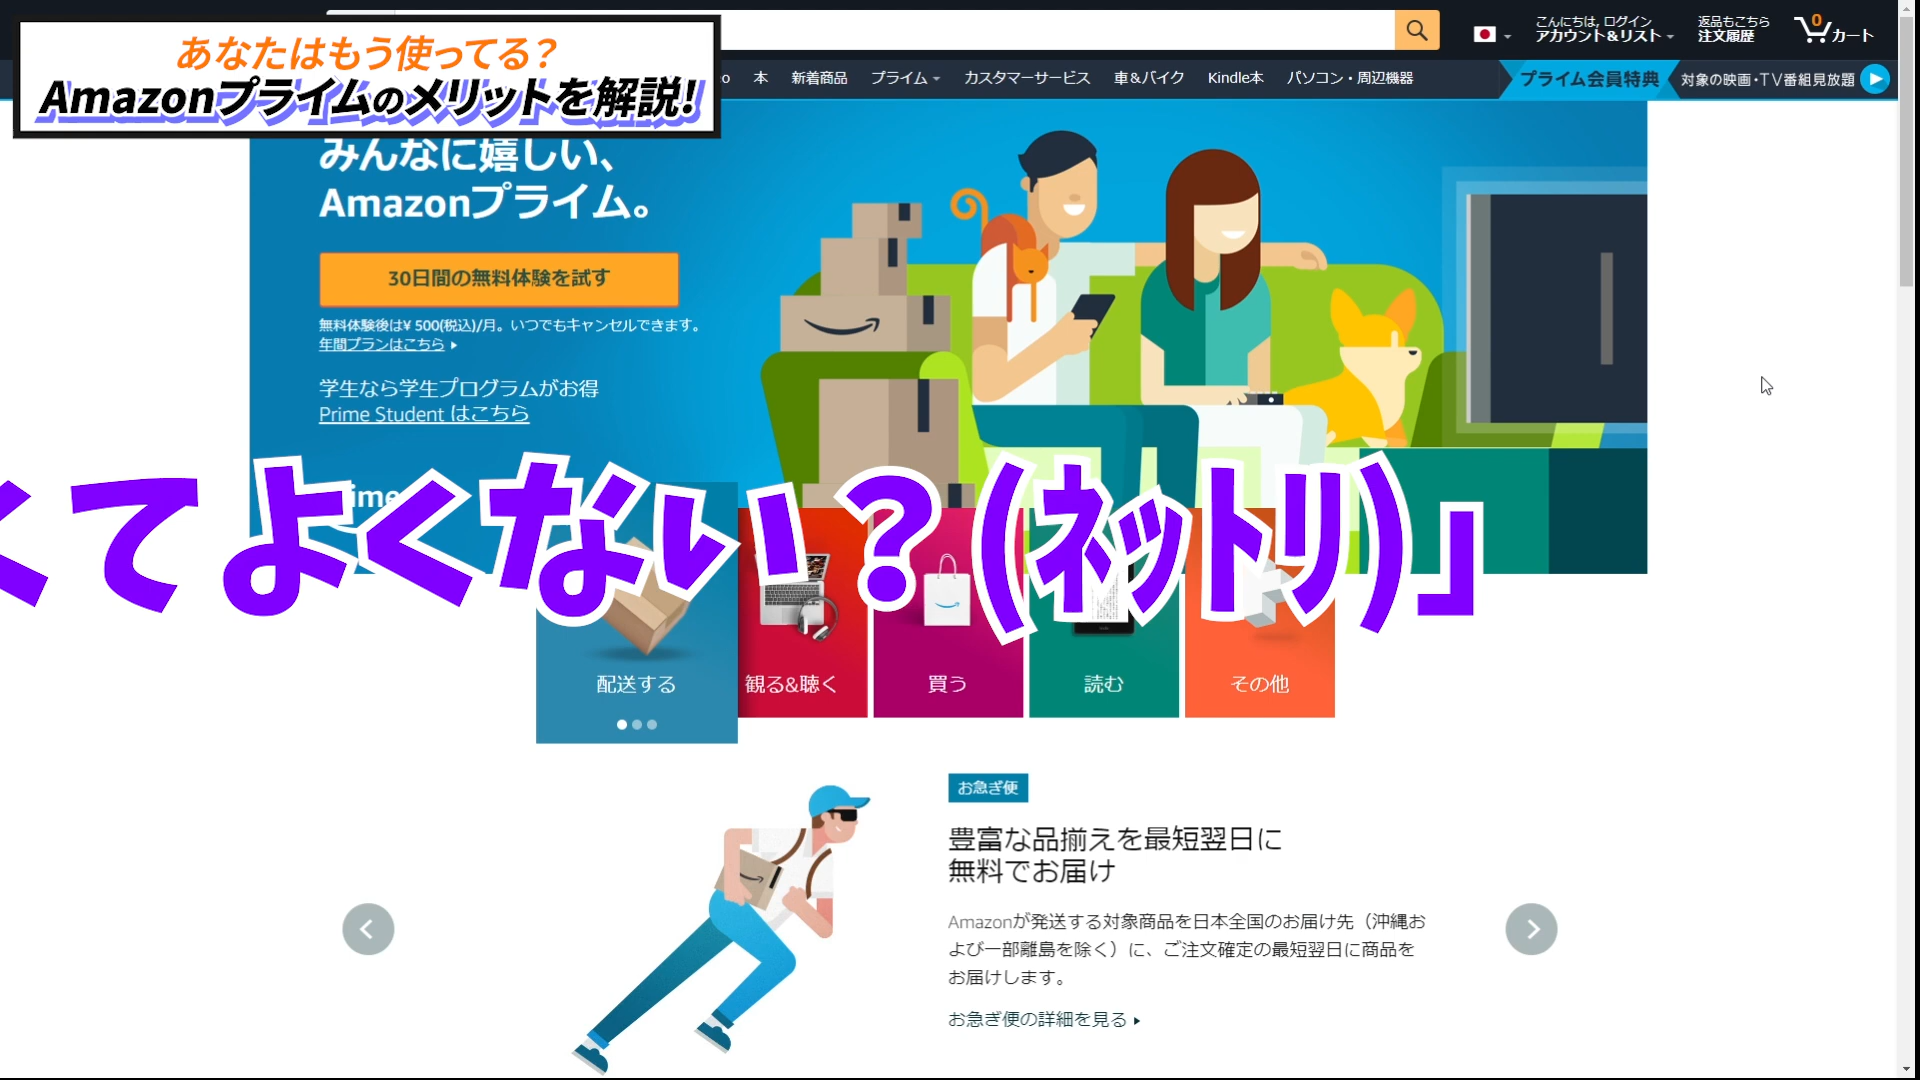 あなたはもう使ってる?
Amazonプライムのメリットを解説!
こんにちは, ログイン
アカウント&リスト
返品もこちら
注文履歴
0
カート
本
新着商品
プライム
カスタマーサービス
車&バイク
Kindle本
パソコン・周辺機器
プライム会員特典
対象の映画・TV番組見放題
みんなに嬉しい、
Amazonプライム。
30日間の無料体験を試す
無料体験後は¥ 500(税込)/月。いつでもキャンセルできます。
年間プランはこちら
学生なら学生プログラムがお得
Prime Student はこちら
くてよくない?(ﾈｯﾄﾘ)」
配送する
観る&聴く
買う
読む
その他
お急ぎ便
豊富な品揃えを最短翌日に
無料でお届け
Amazonが発送する対象商品を日本全国のお届け先（沖縄お
よび一部離島を除く）に、ご注文確定の最短翌日に商品を
お届けします。
お急ぎ便の詳細を見る